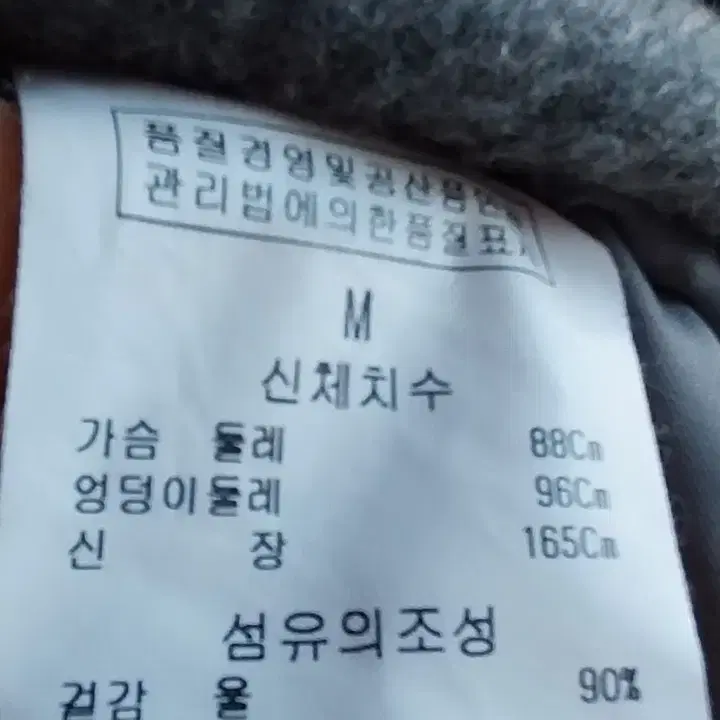 품질경영및공산품안
관리법에의한품질표)
M
신체치수
가슴 둘레 88Cm
엉덩이둘레 96Cm
신 장 165Cm
섬유의조성
겉감 울 90%